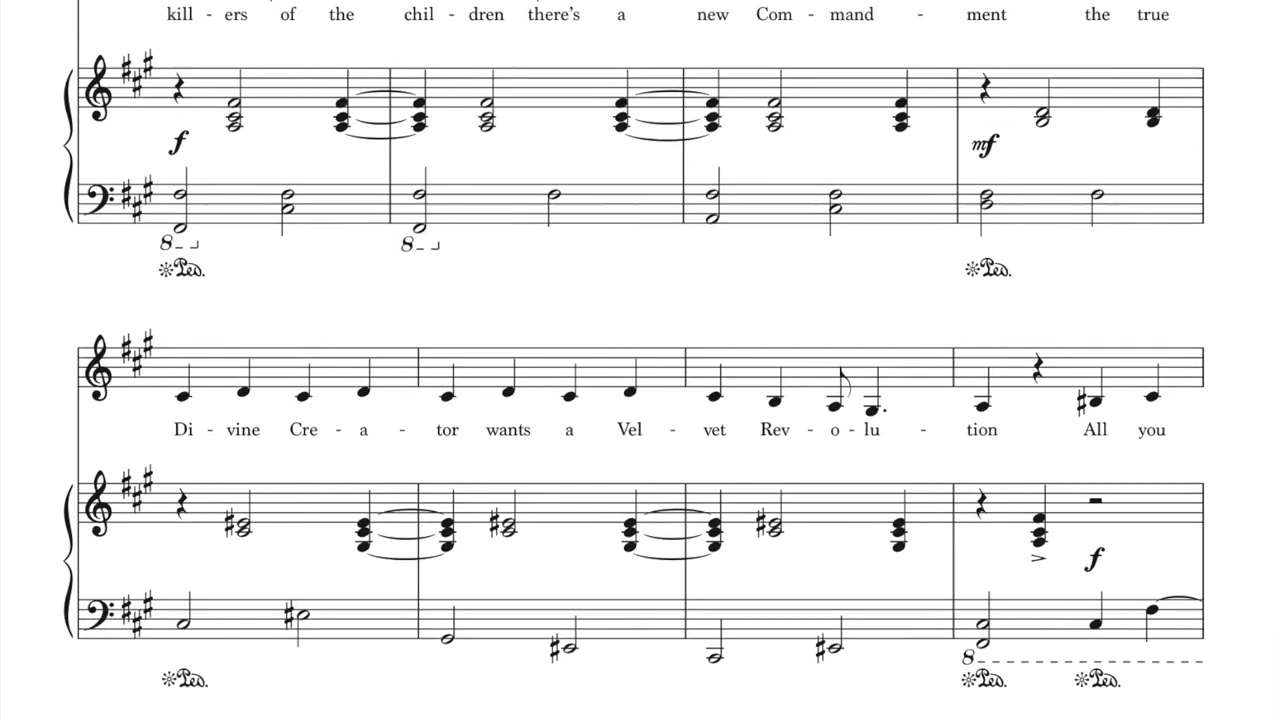 kill - ers of the chil - dren there's a new Com - mand - ment the true
f mf
8 8
Ped. Ped.
Di - vine Cre - a - tor wants a Vel - vet Rev - o - lu - tion All you
f
8
Ped. Ped. Ped.